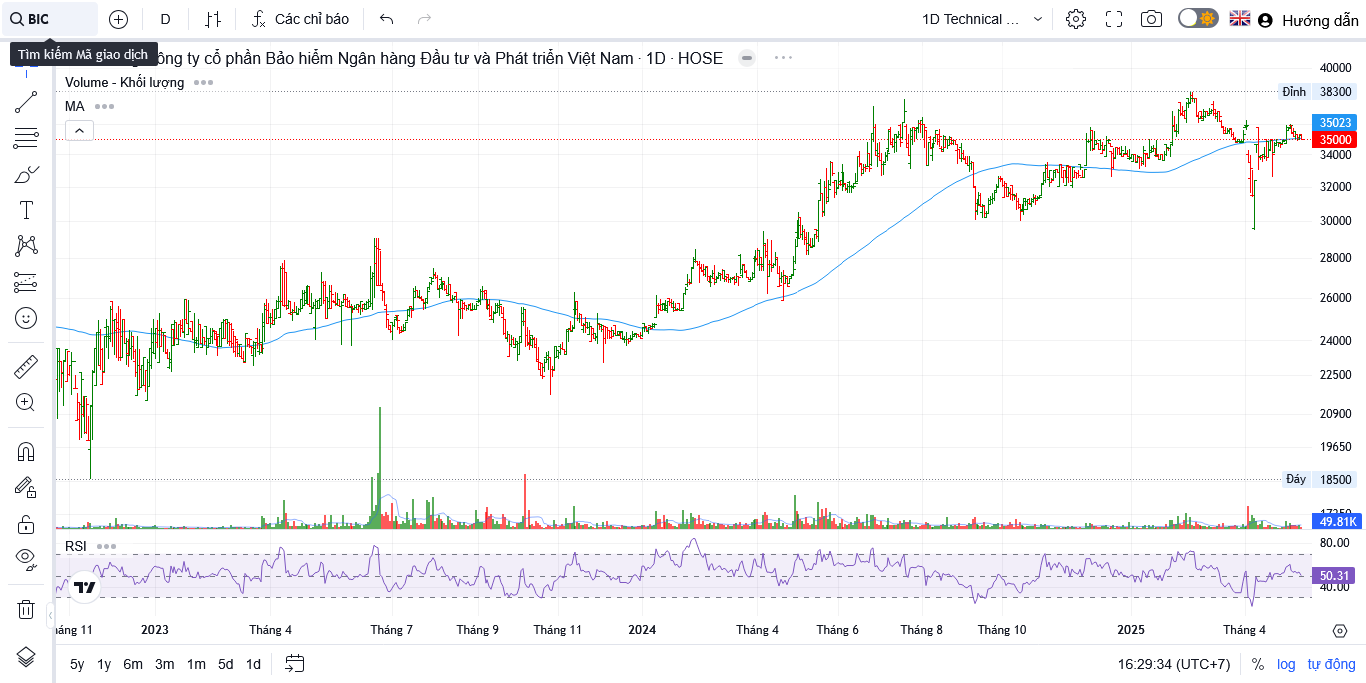 BIC
D
Các chỉ báo
1D Technical ...
Hướng dẫn
Tìm kiếm Mã giao dịch
ông ty cổ phần Bảo hiểm Ngân hàng Đầu tư và Phát triển Việt Nam · 1D · HOSE
Volume - Khối lượng
MA
40000
Đỉnh 38300
35023
35000
34000
32000
30000
28000
26000
24000
22500
20900
19650
Đáy 18500
17250
49.81K
RSI
80.00
50.31
40.00
áng 11 2023 Tháng 4 Tháng 7 Tháng 9 Tháng 11 2024 Tháng 4 Tháng 6 Tháng 8 Tháng 10 2025 Tháng 4
5y 1y 6m 3m 1m 5d 1d
16:29:34 (UTC+7) % log tự động